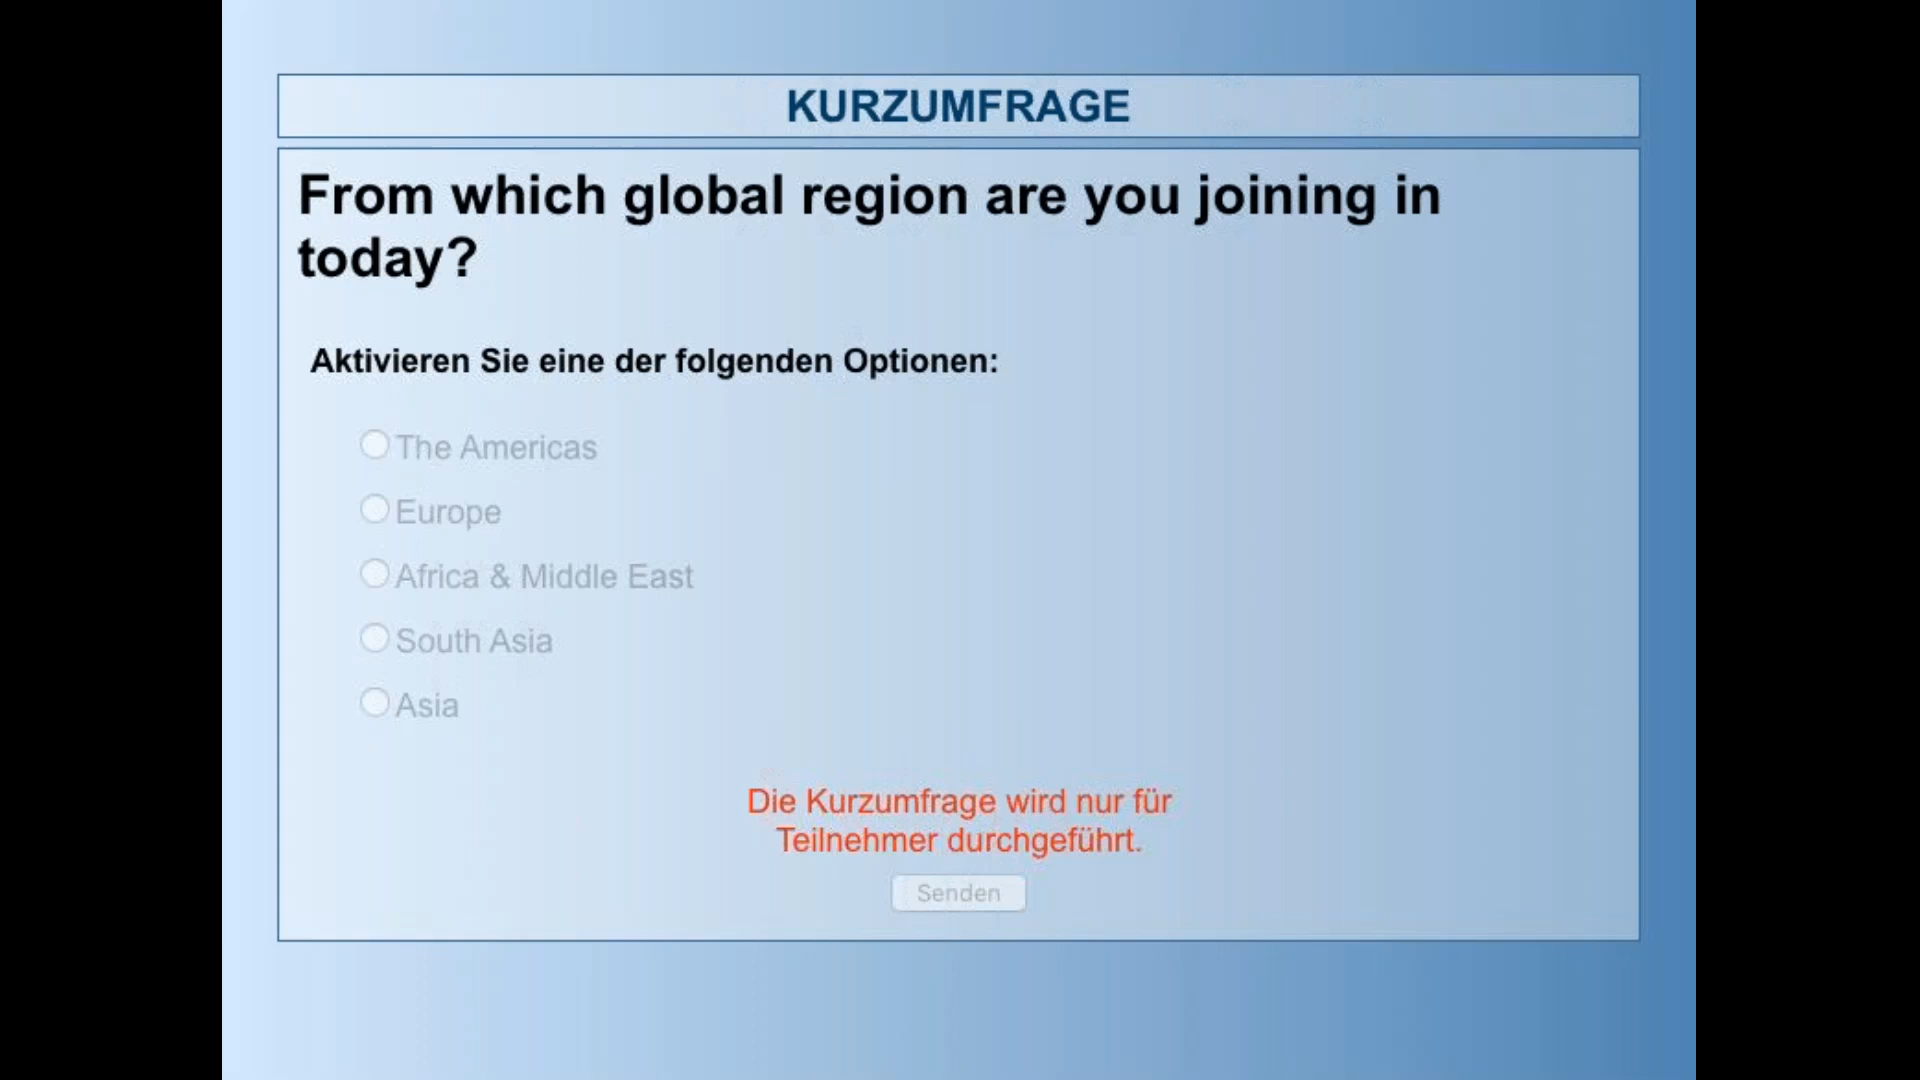 KURZUMFRAGE
From which global region are you joining in
today?
Aktivieren Sie eine der folgenden Optionen:
The Americas
Europe
Africa & Middle East
South Asia
Asia
Die Kurzumfrage wird nur für
Teilnehmer durchgeführt.
Senden